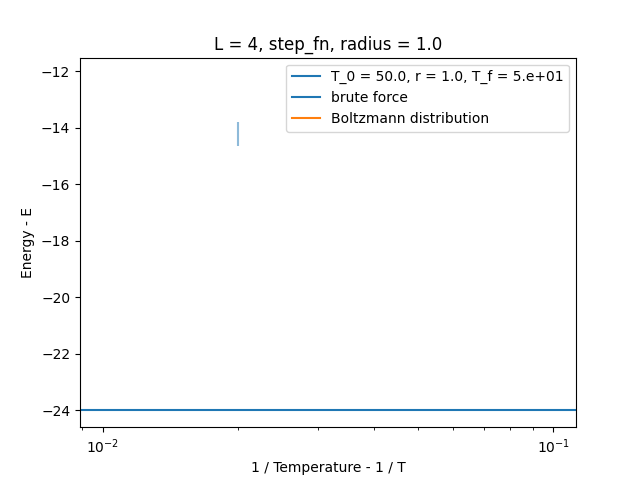 L = 4, step_fn, radius = 1.0
T_0 = 50.0, r = 1.0, T_f = 5.e+01
brute force
Boltzmann distribution
Energy - E
−12
−14
−16
−18
−20
−22
−24
10⁻²
10⁻¹
1 / Temperature - 1 / T